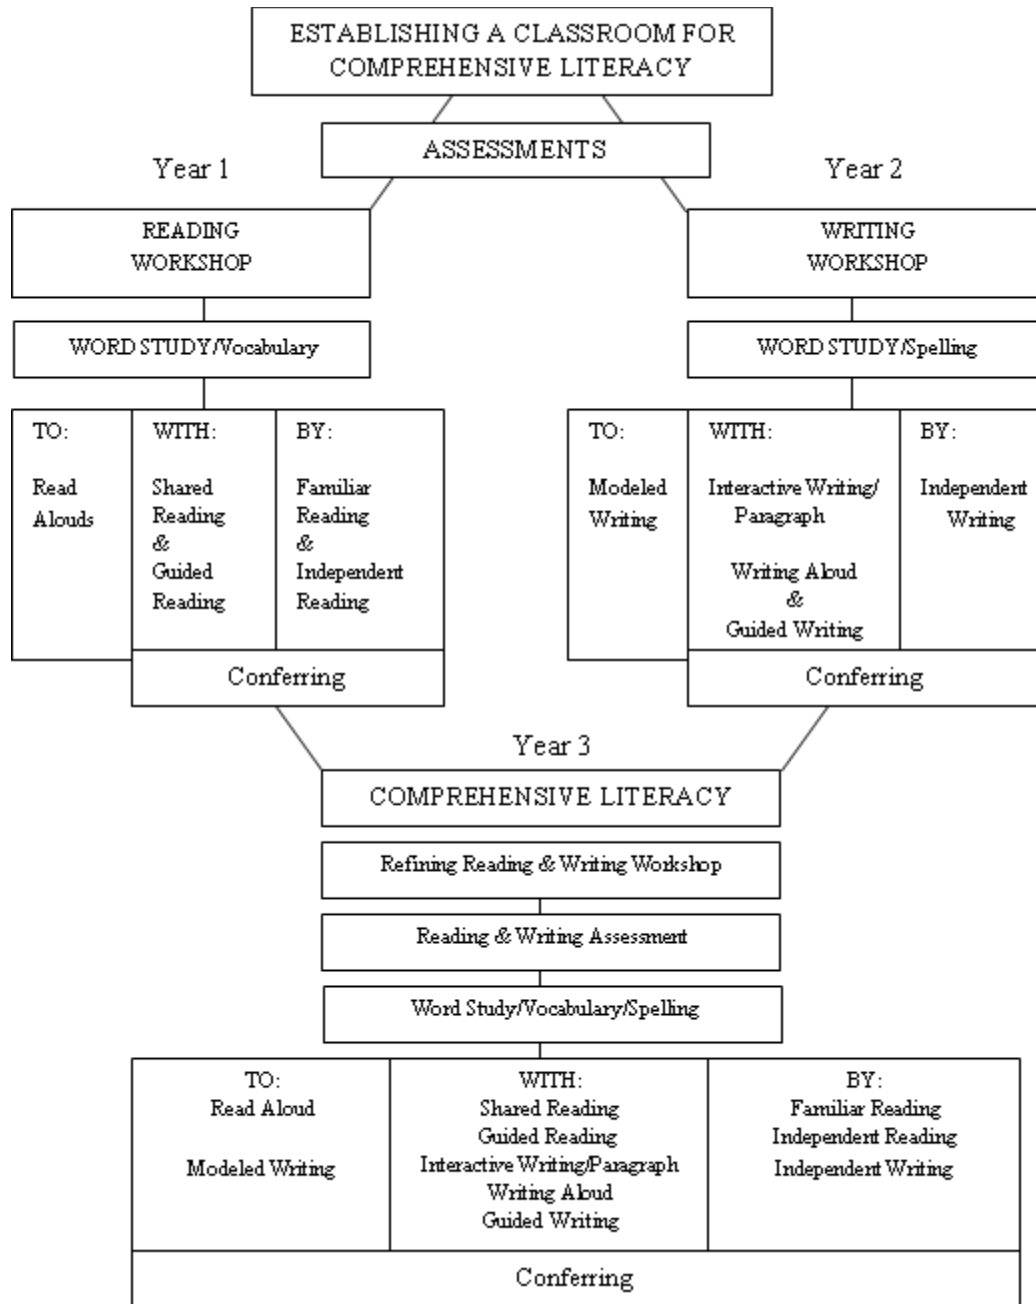 ESTABLISHING A CLASSROOM FOR
COMPREHENSIVE LITERACY
ASSESSMENTS
Year 1
READING
WORKSHOP
WORD STUDY/Vocabulary
TO:
Read
Alouds
WITH:
Shared
Reading
&
Guided
Reading
BY:
Familiar
Reading
&
Independent
Reading
Conferring
Year 2
WRITING
WORKSHOP
WORD STUDY/Spelling
TO:
Modeled
Writing
WITH:
Interactive Writing/
Paragraph
Writing Aloud
&
Guided Writing
BY:
Independent
Writing
Conferring
Year 3
COMPREHENSIVE LITERACY
Refining Reading & Writing Workshop
Reading & Writing Assessment
Word Study/Vocabulary/Spelling
TO:
Read Aloud
Modeled Writing
WITH:
Shared Reading
Guided Reading
Interactive Writing/Paragraph
Writing Aloud
Guided Writing
BY:
Familiar Reading
Independent Reading
Independent Writing
Conferring